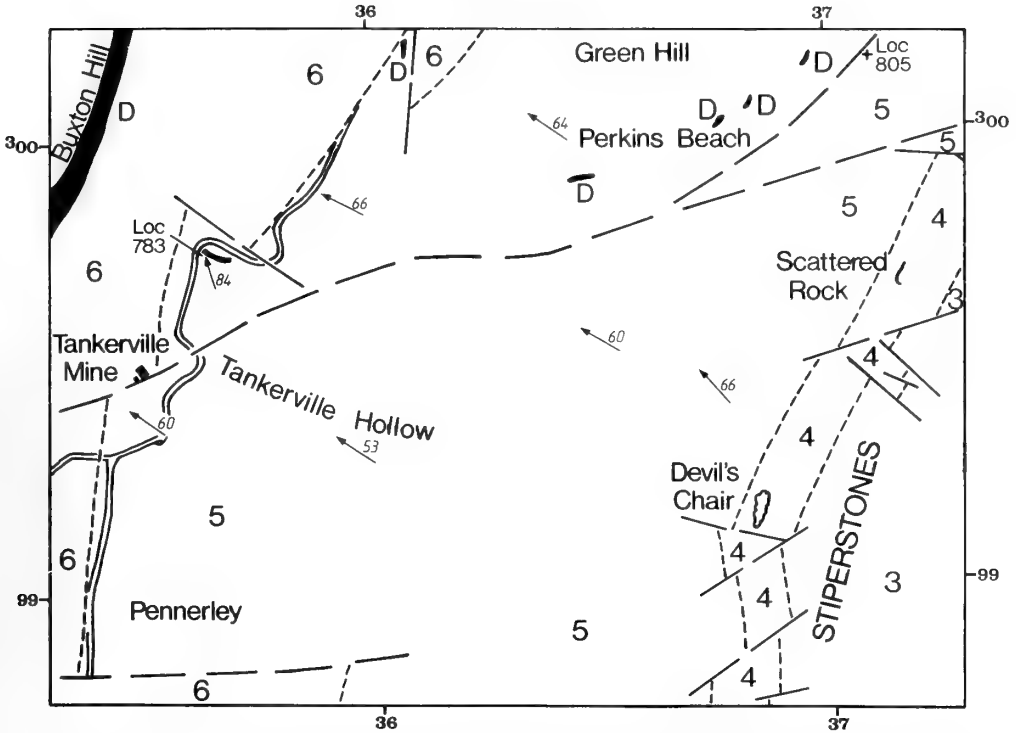 36
37
Buxton Hill
D
6
D
6
Green Hill
D
Loc
805
D
D
5
300
64
Perkins Beach
300
5
D
66
5
4
Loc
783
6
84
Scattered
Rock
3
Tankerville
Mine
60
4
Tankerville Hollow
66
60
53
4
Devil's
Chair
STIPERSTONES
5
6
4
3
99
4
99
Pennerley
5
6
4
36
37